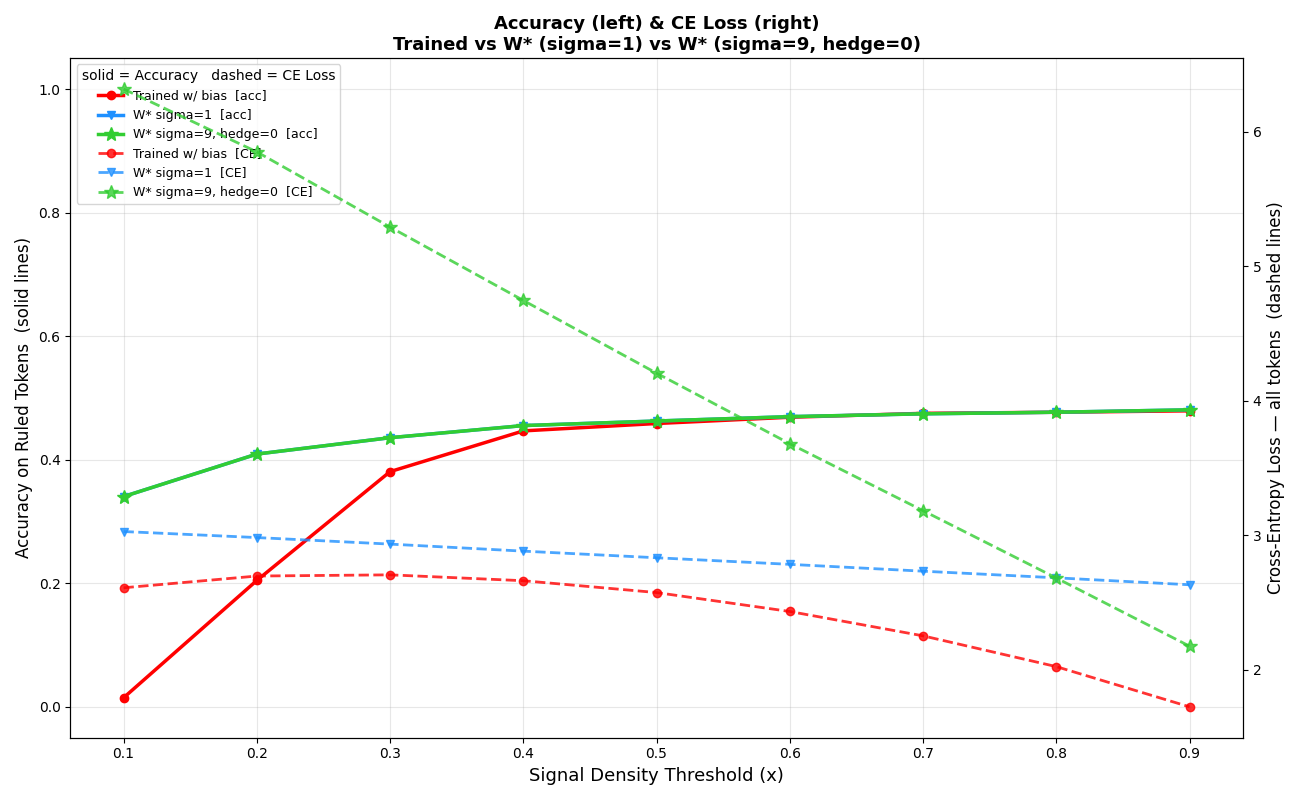 Accuracy (left) & CE Loss (right)
Trained vs W* (sigma=1) vs W* (sigma=9, hedge=0)
solid = Accuracy   dashed = CE Loss
Trained w/ bias  [acc]
W* sigma=1  [acc]
W* sigma=9, hedge=0  [acc]
Trained w/ bias  [CE]
W* sigma=1  [CE]
W* sigma=9, hedge=0  [CE]
Accuracy on Ruled Tokens  (solid lines)
1.0
0.8
0.6
0.4
0.2
0.0
6
5
4
3
2
Cross-Entropy Loss — all tokens  (dashed lines)
0.1 0.2 0.3 0.4 0.5 0.6 0.7 0.8 0.9
Signal Density Threshold (x)